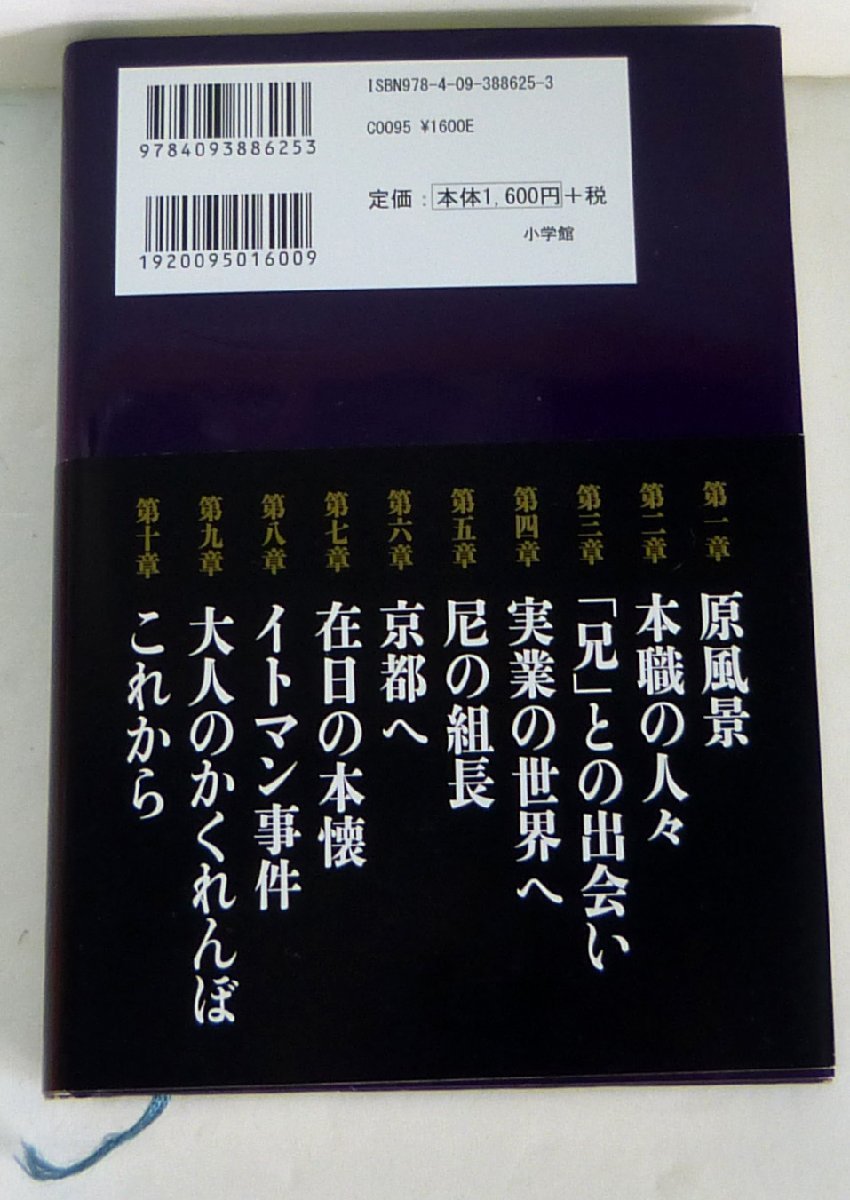 ISBN978-4-09-388625-3
C0095 ¥1600E
9784093886253
定価：本体1,600円+税
1920095016009
小学館
第一章 原風景
第二章 本職の人々
第三章 「兄」との出会い
第四章 実業の世界へ
第五章 尼の組長
第六章 京都へ
第七章 在日の本懐
第八章 イトマン事件
第九章 大人のかくれんぼ
第十章 これから